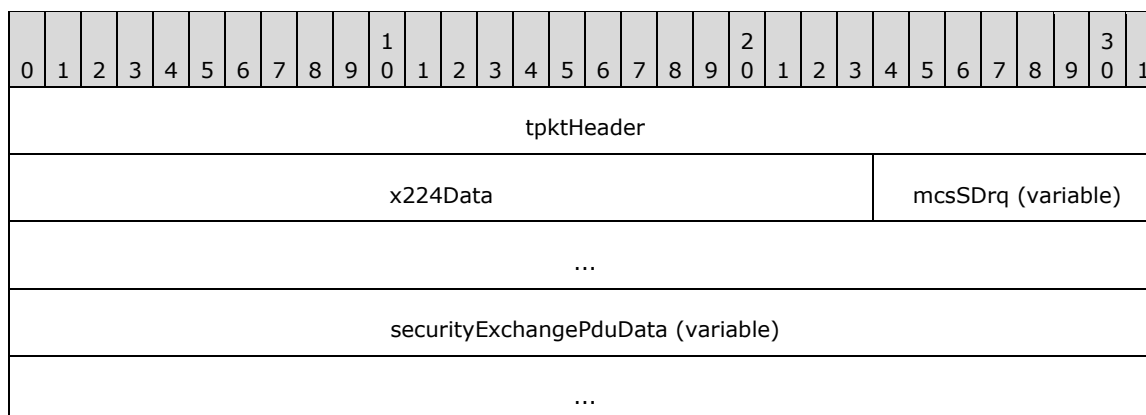 1 2 3
0 1 2 3 4 5 6 7 8 9 0 1 2 3 4 5 6 7 8 9 0 1 2 3 4 5 6 7 8 9 0 1
tpktHeader
x224Data mcsSDrq (variable)
...
securityExchangePduData (variable)
...